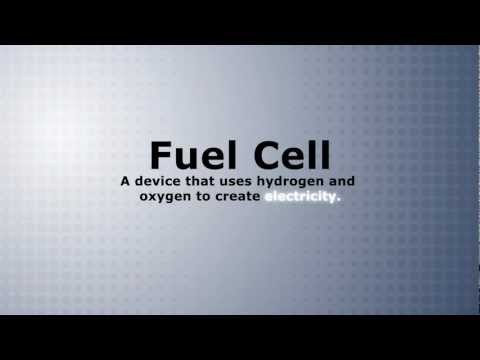 Fuel Cell
A device that uses hydrogen and
oxygen to create electricity.